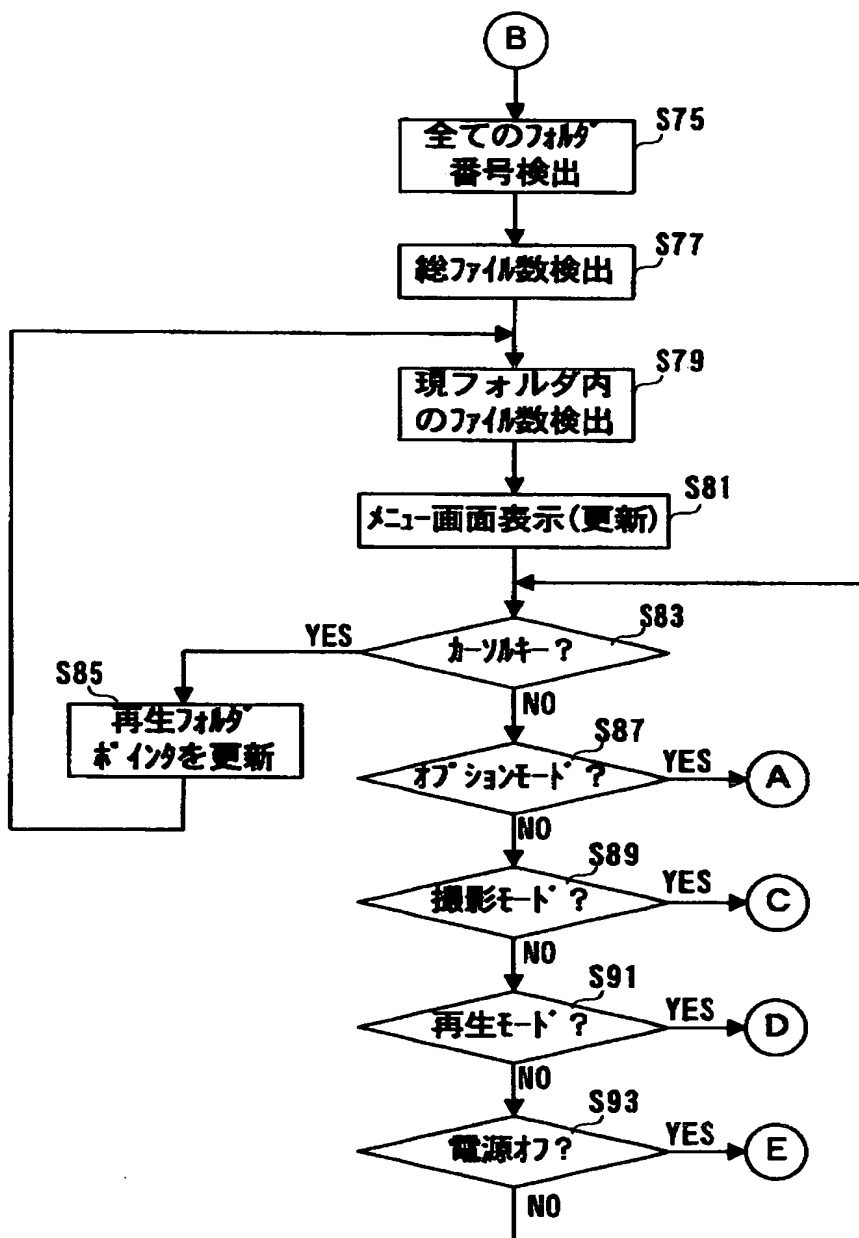 B
S75
全てのフォルダ
番号検出
S77
総ファイル数検出
S79
現フォルダ内
のファイル数検出
S81
メニュー画面表示(更新)
S83
カーソルキー?
YES
NO
S85
再生フォルダ
ポインタを更新
S87
オプションモード?
YES
A
NO
S89
撮影モード?
YES
C
NO
S91
再生モード?
YES
D
NO
S93
電源オフ?
YES
E
NO